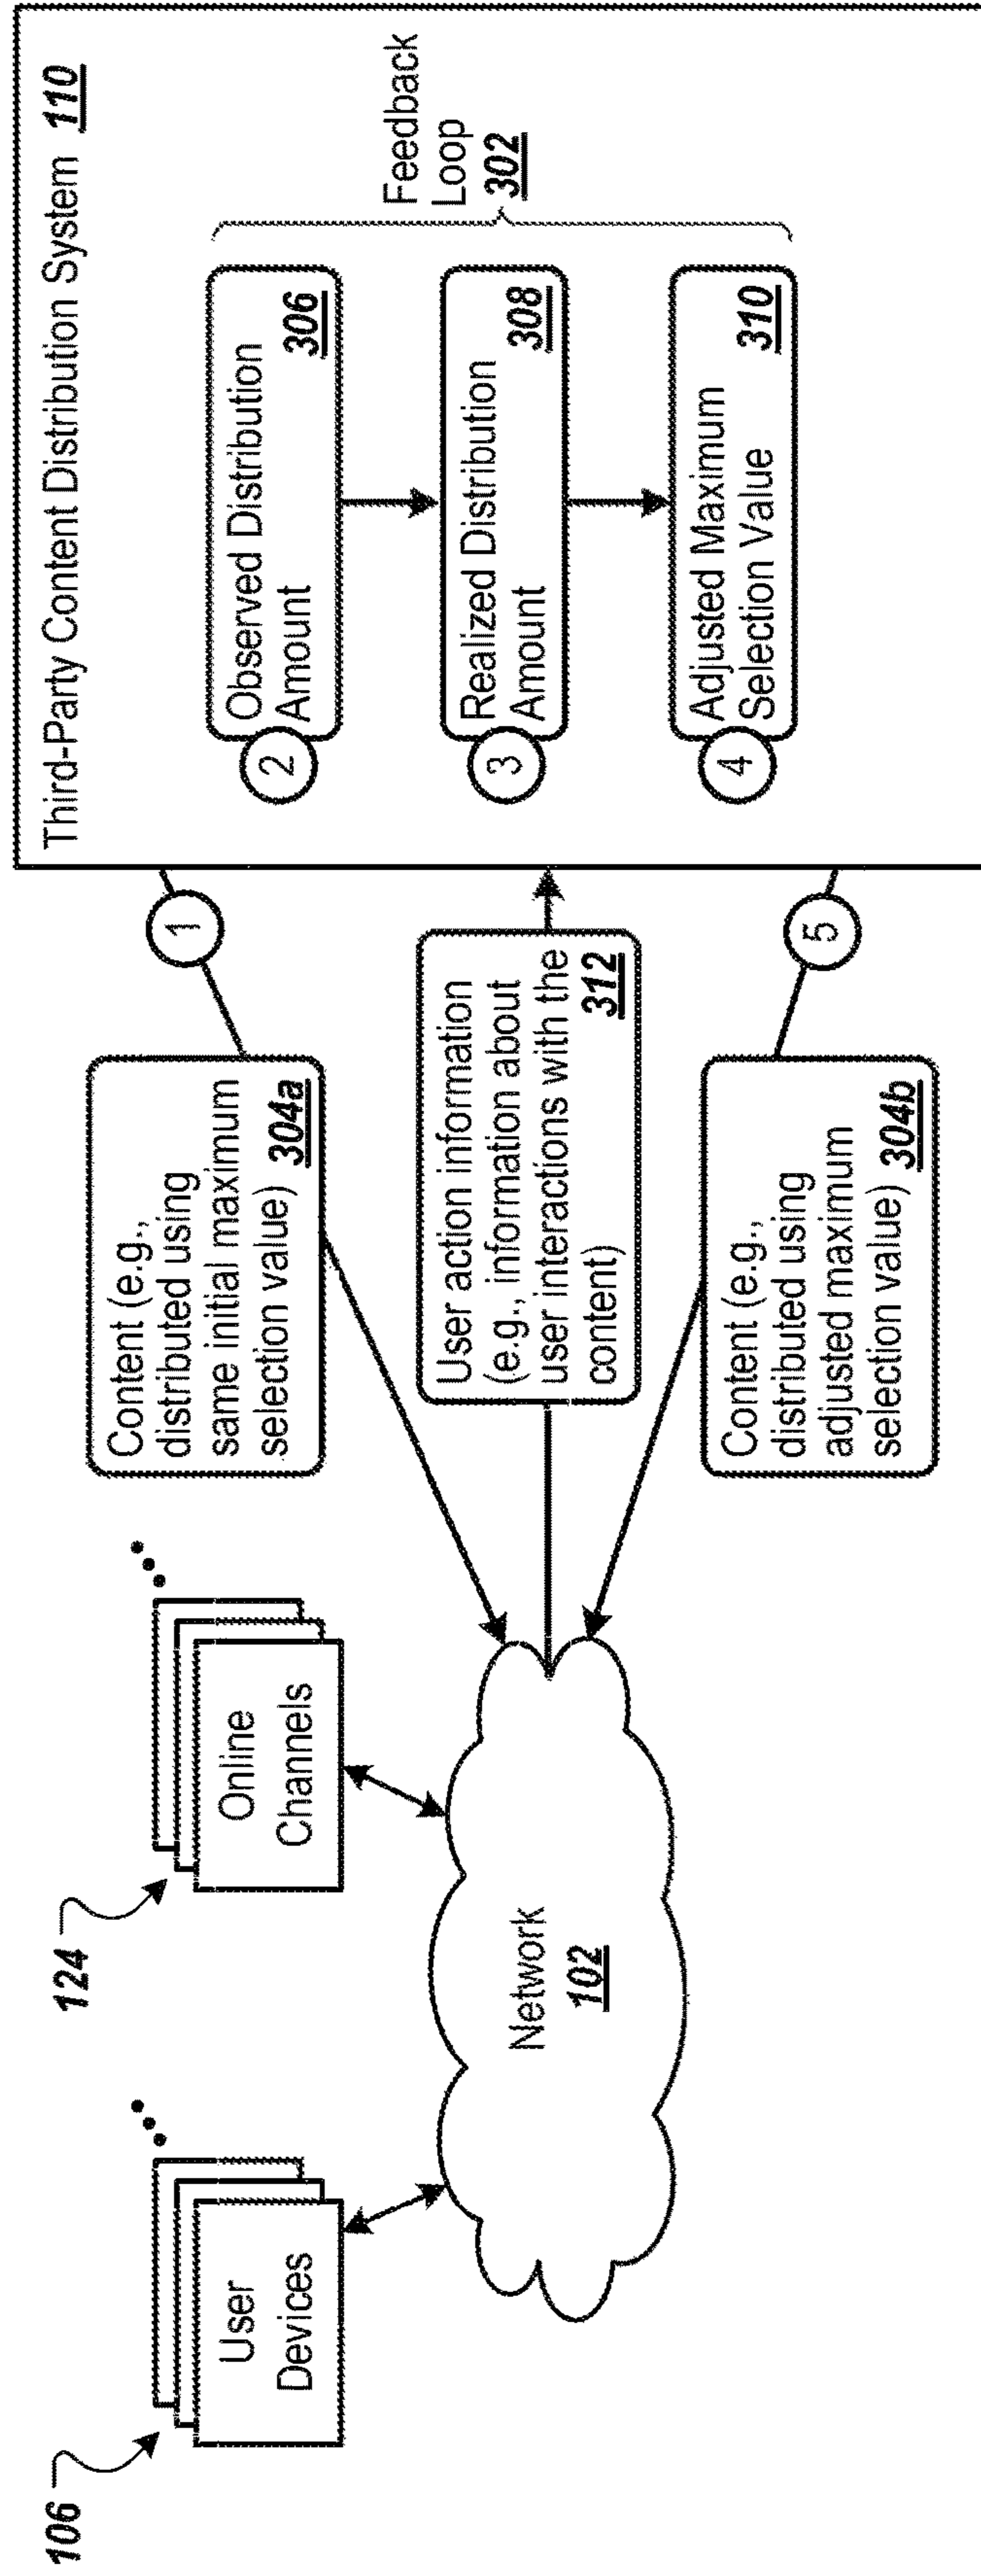 106
User
Devices
124
Online
Channels
Network
102
Content (e.g.,
distributed using
same initial maximum
selection value) 304a
User action information
(e.g., information about
user interactions with the
content)
312
Content (e.g.,
distributed using
adjusted maximum
selection value) 304b
1
5
Third-Party Content Distribution System 110
2
Observed Distribution
Amount
306
3
Realized Distribution
Amount
308
4
Adjusted Maximum
Selection Value
310
Feedback
Loop
302